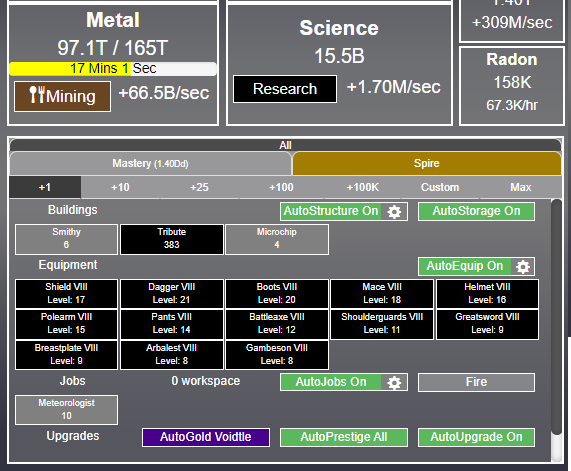 Metal
97.1T / 165T
17 Mins 1 Sec
Mining
+66.5B/sec
Science
15.5B
Research
+1.70M/sec
+309M/sec
Radon
158K
67.3K/hr
All
Mastery (1.40Dd)
Spire
+1
+10
+25
+100
+100K
Custom
Max
Buildings
AutoStructure On
AutoStorage On
Smithy
6
Tribute
383
Microchip
4
Equipment
AutoEquip On
Shield VIII
Level: 17
Dagger VIII
Level: 21
Boots VIII
Level: 20
Mace VIII
Level: 18
Helmet VIII
Level: 16
Polearm VIII
Level: 15
Pants VIII
Level: 14
Battleaxe VIII
Level: 12
Shoulderguards VIII
Level: 11
Greatsword VIII
Level: 9
Breastplate VIII
Level: 9
Arbalest VIII
Level: 8
Gambeson VIII
Level: 8
Jobs
0 workspace
AutoJobs On
Fire
Meteorologist
10
Upgrades
AutoGold Voidtle
AutoPrestige All
AutoUpgrade On